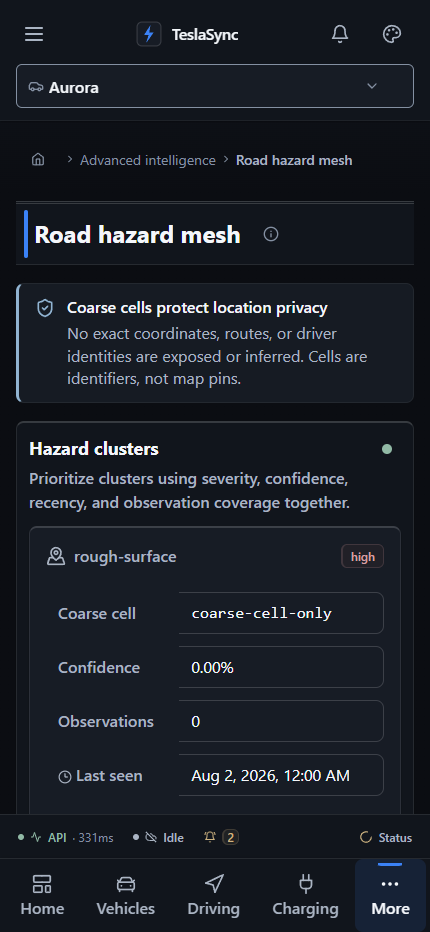 TeslaSync
Aurora
Advanced intelligence
Road hazard mesh
Road hazard mesh
Coarse cells protect location privacy
No exact coordinates, routes, or driver
identities are exposed or inferred. Cells are
identifiers, not map pins.
Hazard clusters
Prioritize clusters using severity, confidence,
recency, and observation coverage together.
rough-surface
high
Coarse cell
coarse-cell-only
Confidence
0.00%
Observations
0
Last seen
Aug 2, 2026, 12:00 AM
API · 331ms
Idle
2
Status
Home
Vehicles
Driving
Charging
More